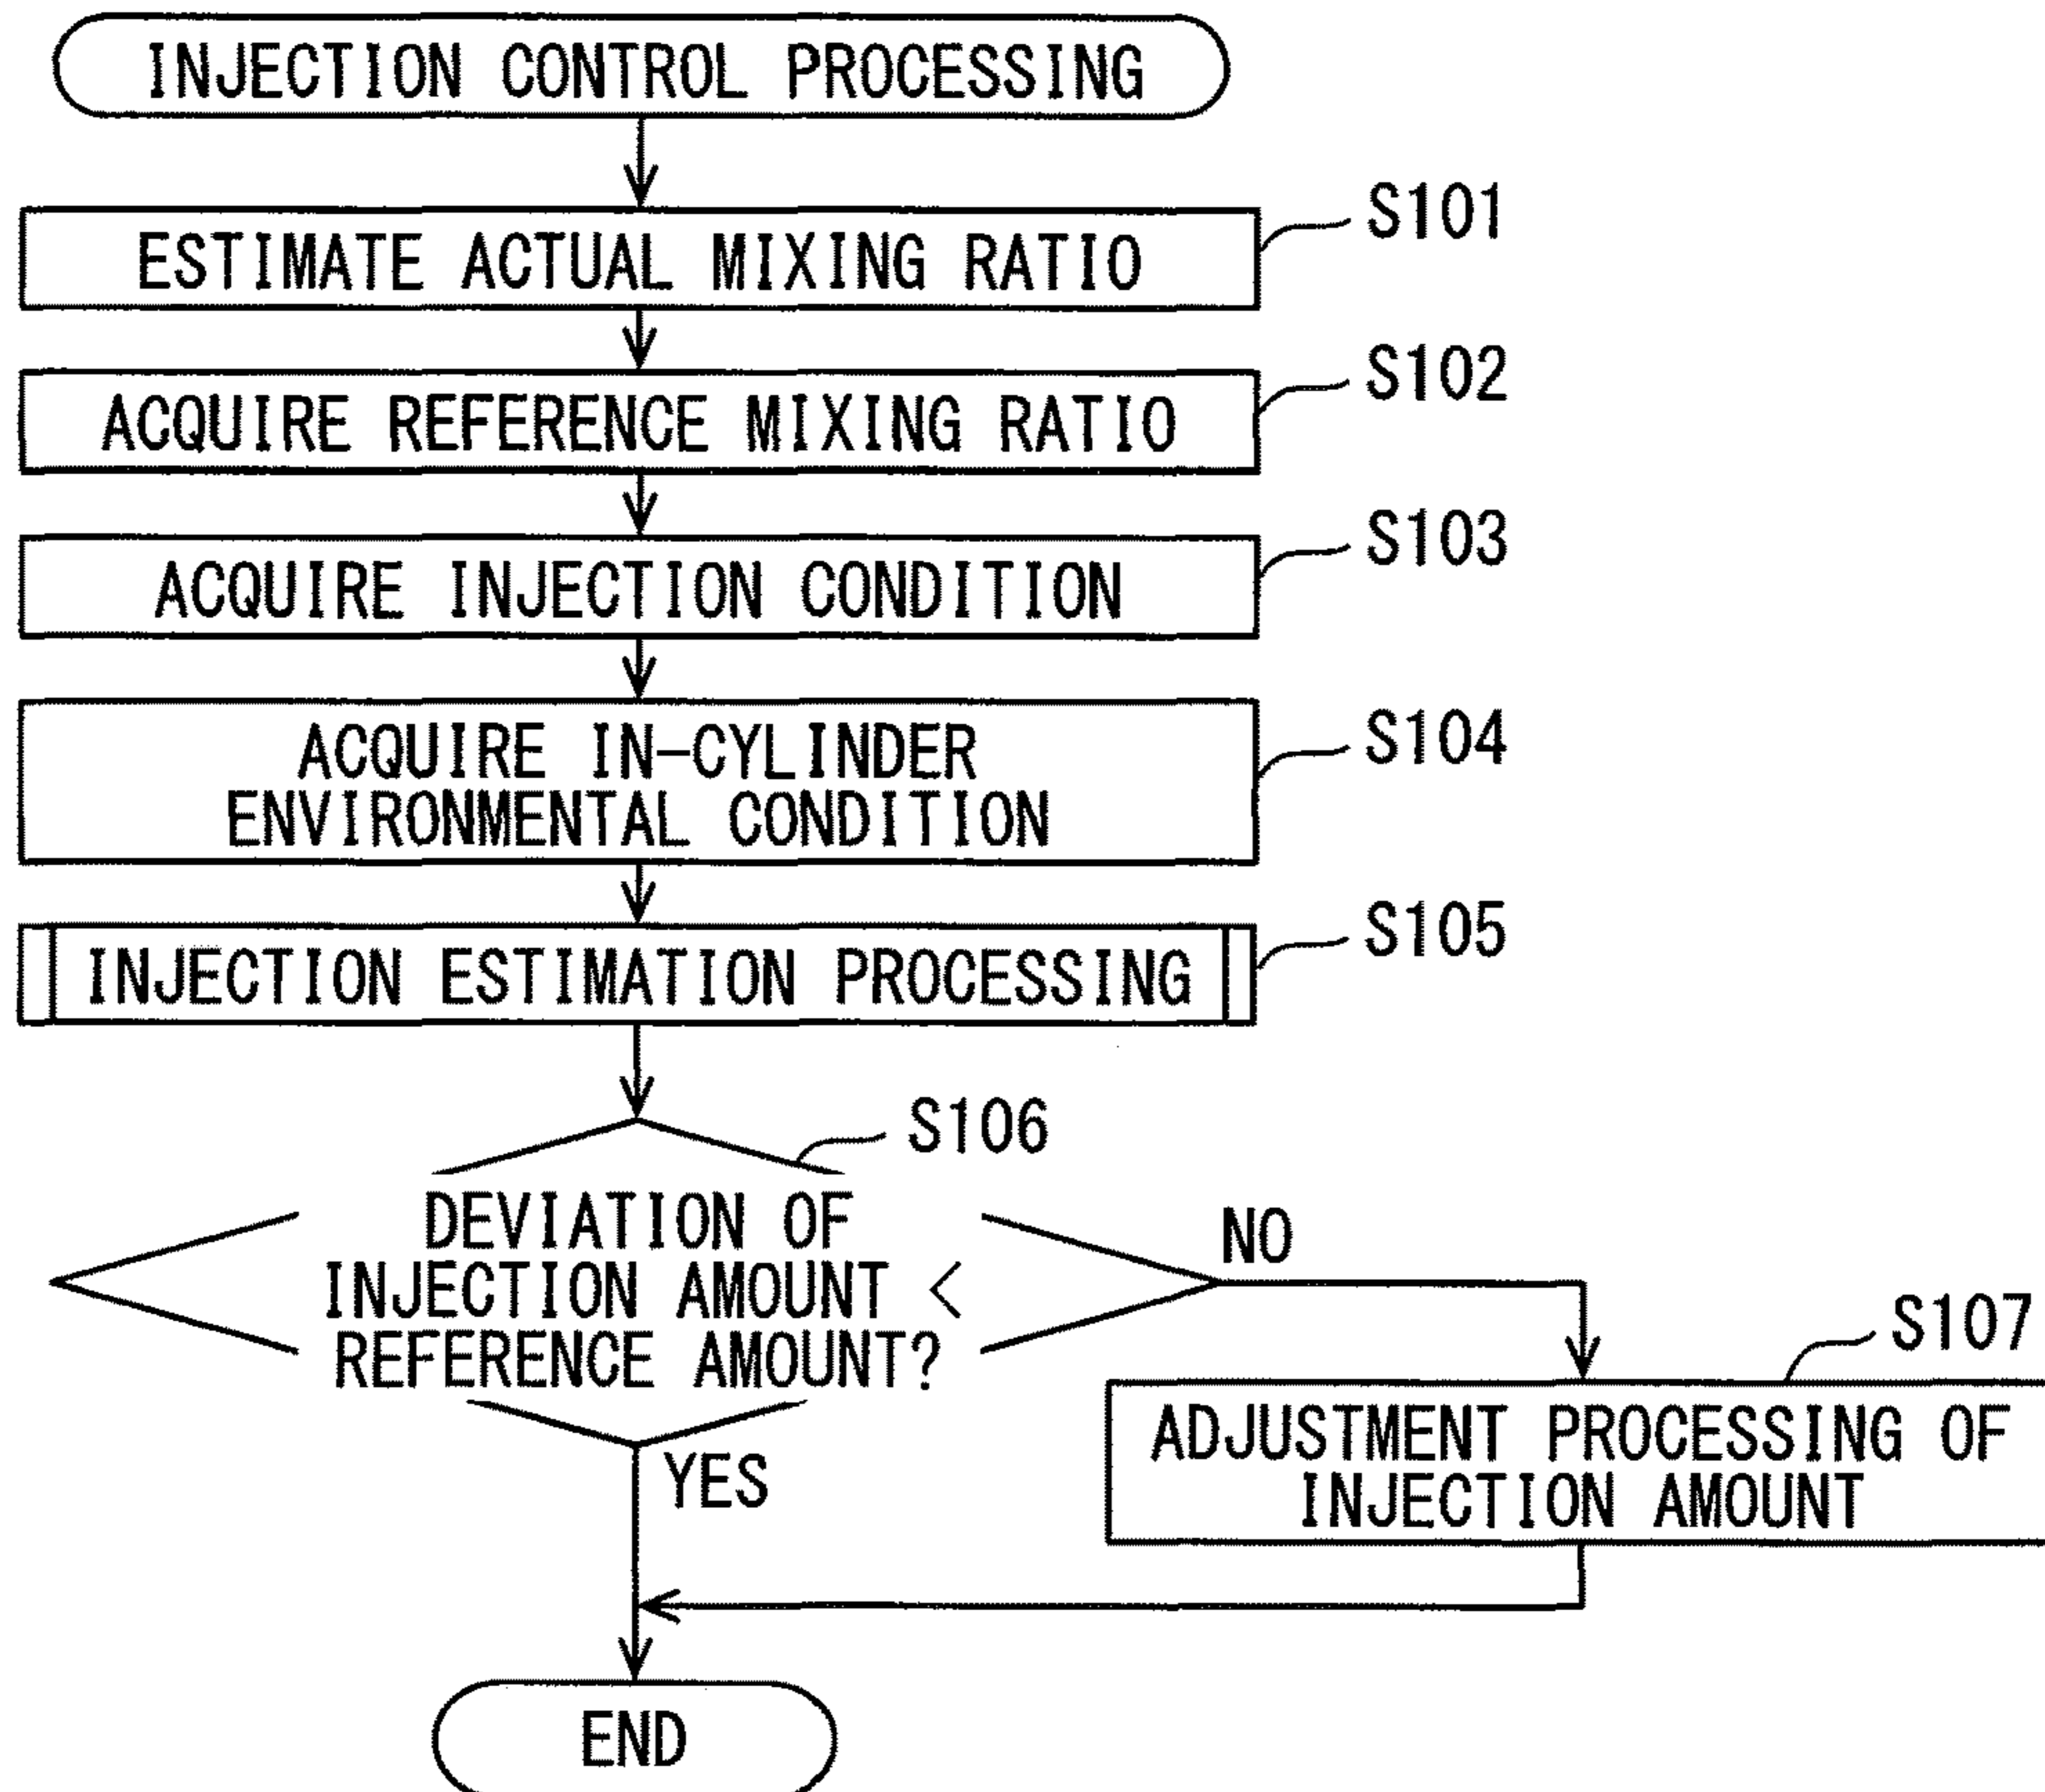 INJECTION CONTROL PROCESSING
S101
ESTIMATE ACTUAL MIXING RATIO
S102
ACQUIRE REFERENCE MIXING RATIO
S103
ACQUIRE INJECTION CONDITION
S104
ACQUIRE IN-CYLINDER
ENVIRONMENTAL CONDITION
S105
INJECTION ESTIMATION PROCESSING
S106
DEVIATION OF
INJECTION AMOUNT <
REFERENCE AMOUNT?
NO
YES
S107
ADJUSTMENT PROCESSING OF
INJECTION AMOUNT
END